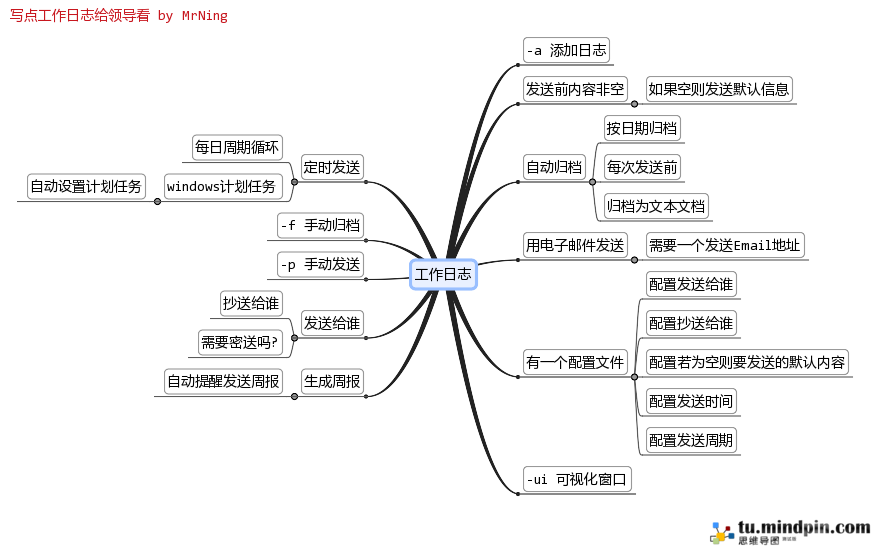 写点工作日志给领导看 by MrNing
工作日志
-a 添加日志
发送前内容非空
如果空则发送默认信息
自动归档
按日期归档
每次发送前
归档为文本文档
用电子邮件发送
需要一个发送Email地址
有一个配置文件
配置发送给谁
配置抄送给谁
配置若为空则要发送的默认内容
配置发送时间
配置发送周期
-ui 可视化窗口
定时发送
每日周期循环
windows计划任务
自动设置计划任务
-f 手动归档
-p 手动发送
发送给谁
抄送给谁
需要密送吗?
生成周报
自动提醒发送周报
tu.mindpin.com
思维导图 测试版